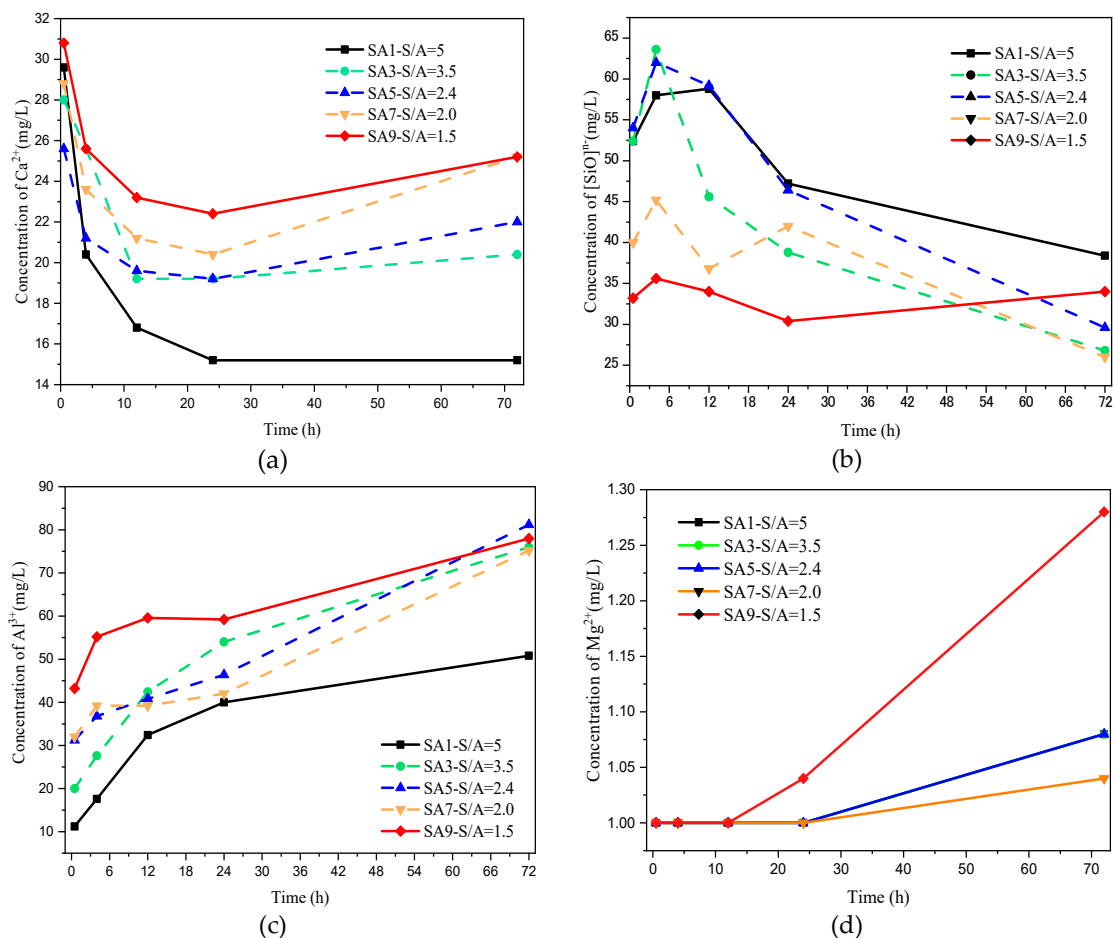 32
30
28
26
24
22
20
18
16
14
0
10
20
30
40
50
60
70
Concentration of Ca²⁺(mg/L)
Time (h)
SA1-S/A=5
SA3-S/A=3.5
SA5-S/A=2.4
SA7-S/A=2.0
SA9-S/A=1.5
(a)
65
60
55
50
45
40
35
30
25
0
6
12
18
24
30
36
42
48
54
60
66
72
Concentration of [SiO]ⁿ⁻(mg/L)
Time (h)
SA1-S/A=5
SA3-S/A=3.5
SA5-S/A=2.4
SA7-S/A=2.0
SA9-S/A=1.5
(b)
90
80
70
60
50
40
30
20
10
0
6
12
18
24
30
36
42
48
54
60
66
72
Concentration of Al³⁺(mg/L)
Time (h)
SA1-S/A=5
SA3-S/A=3.5
SA5-S/A=2.4
SA7-S/A=2.0
SA9-S/A=1.5
(c)
1.30
1.25
1.20
1.15
1.10
1.05
1.00
0
10
20
30
40
50
60
70
Concentration of Mg²⁺(mg/L)
Time (h)
SA1-S/A=5
SA3-S/A=3.5
SA5-S/A=2.4
SA7-S/A=2.0
SA9-S/A=1.5
(d)